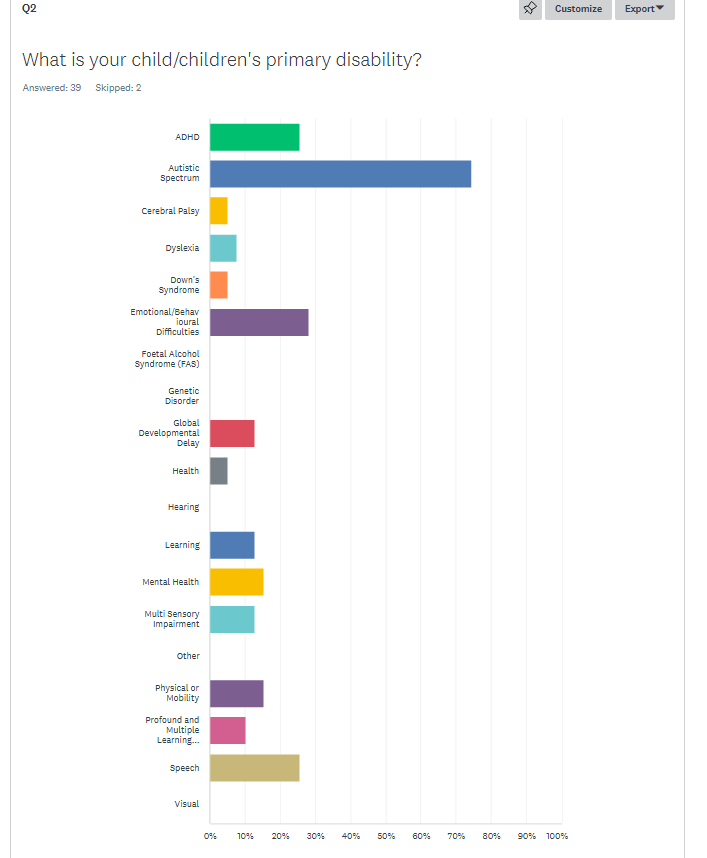 Q2
Customize
Export
What is your child/children's primary disability?
Answered: 39 Skipped: 2
ADHD
Autistic
Spectrum
Cerebral Palsy
Dyslexia
Down's
Syndrome
Emotional/Behav
ioural
Difficulties
Foetal Alcohol
Syndrome (FAS)
Genetic
Disorder
Global
Developmental
Delay
Health
Hearing
Learning
Mental Health
Multi Sensory
Impairment
Other
Physical or
Mobility
Profound and
Multiple
Learning...
Speech
Visual
0% 10% 20% 30% 40% 50% 60% 70% 80% 90% 100%